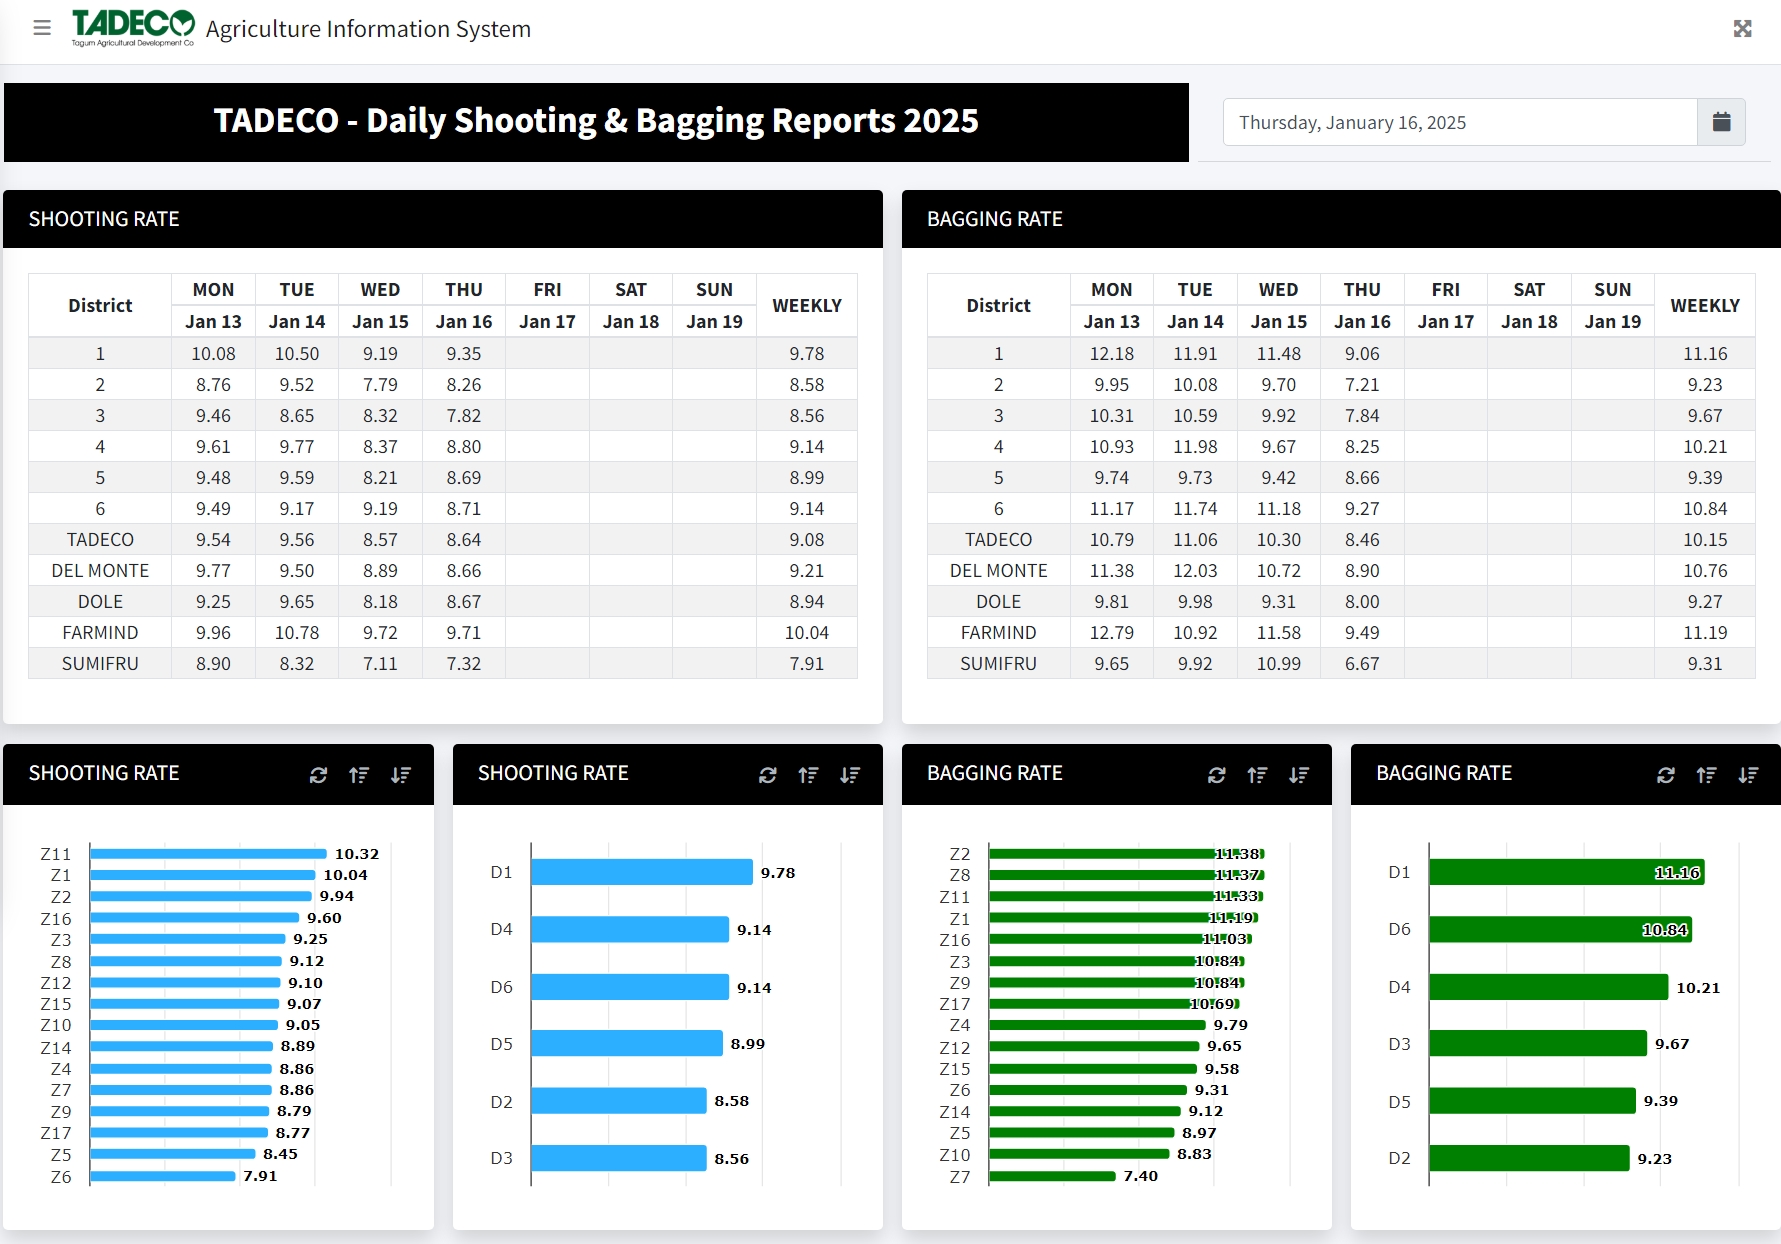 TADECO
Tagum Agricultural Development Co
Agriculture Information System
TADECO - Daily Shooting & Bagging Reports 2025
Thursday, January 16, 2025
SHOOTING RATE
District MON TUE WED THU FRI SAT SUN WEEKLY
Jan 13 Jan 14 Jan 15 Jan 16 Jan 17 Jan 18 Jan 19
1 10.08 10.50 9.19 9.35 9.78
2 8.76 9.52 7.79 8.26 8.58
3 9.46 8.65 8.32 7.82 8.56
4 9.61 9.77 8.37 8.80 9.14
5 9.48 9.59 8.21 8.69 8.99
6 9.49 9.17 9.19 8.71 9.14
TADECO 9.54 9.56 8.57 8.64 9.08
DEL MONTE 9.77 9.50 8.89 8.66 9.21
DOLE 9.25 9.65 8.18 8.67 8.94
FARMIND 9.96 10.78 9.72 9.71 10.04
SUMIFRU 8.90 8.32 7.11 7.32 7.91
BAGGING RATE
District MON TUE WED THU FRI SAT SUN WEEKLY
Jan 13 Jan 14 Jan 15 Jan 16 Jan 17 Jan 18 Jan 19
1 12.18 11.91 11.48 9.06 11.16
2 9.95 10.08 9.70 7.21 9.23
3 10.31 10.59 9.92 7.84 9.67
4 10.93 11.98 9.67 8.25 10.21
5 9.74 9.73 9.42 8.66 9.39
6 11.17 11.74 11.18 9.27 10.84
TADECO 10.79 11.06 10.30 8.46 10.15
DEL MONTE 11.38 12.03 10.72 8.90 10.76
DOLE 9.81 9.98 9.31 8.00 9.27
FARMIND 12.79 10.92 11.58 9.49 11.19
SUMIFRU 9.65 9.92 10.99 6.67 9.31
SHOOTING RATE
Z11 10.32
Z1 10.04
Z2 9.94
Z16 9.60
Z3 9.25
Z8 9.12
Z12 9.10
Z15 9.07
Z10 9.05
Z14 8.89
Z4 8.86
Z7 8.86
Z9 8.79
Z17 8.77
Z5 8.45
Z6 7.91
SHOOTING RATE
D1 9.78
D4 9.14
D6 9.14
D5 8.99
D2 8.58
D3 8.56
BAGGING RATE
Z2 11.38
Z8 11.37
Z11 11.33
Z1 11.19
Z16 11.03
Z3 10.84
Z9 10.84
Z17 10.69
Z4 9.79
Z12 9.65
Z15 9.58
Z6 9.31
Z14 9.12
Z5 8.97
Z10 8.83
Z7 7.40
BAGGING RATE
D1 11.16
D6 10.84
D4 10.21
D3 9.67
D5 9.39
D2 9.23